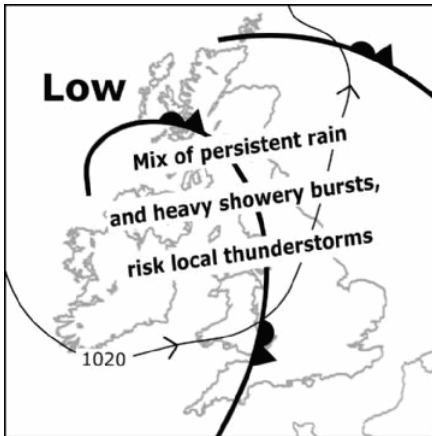 Low
Mix of persistent rain
and heavy showery bursts,
risk local thunderstorms
1020